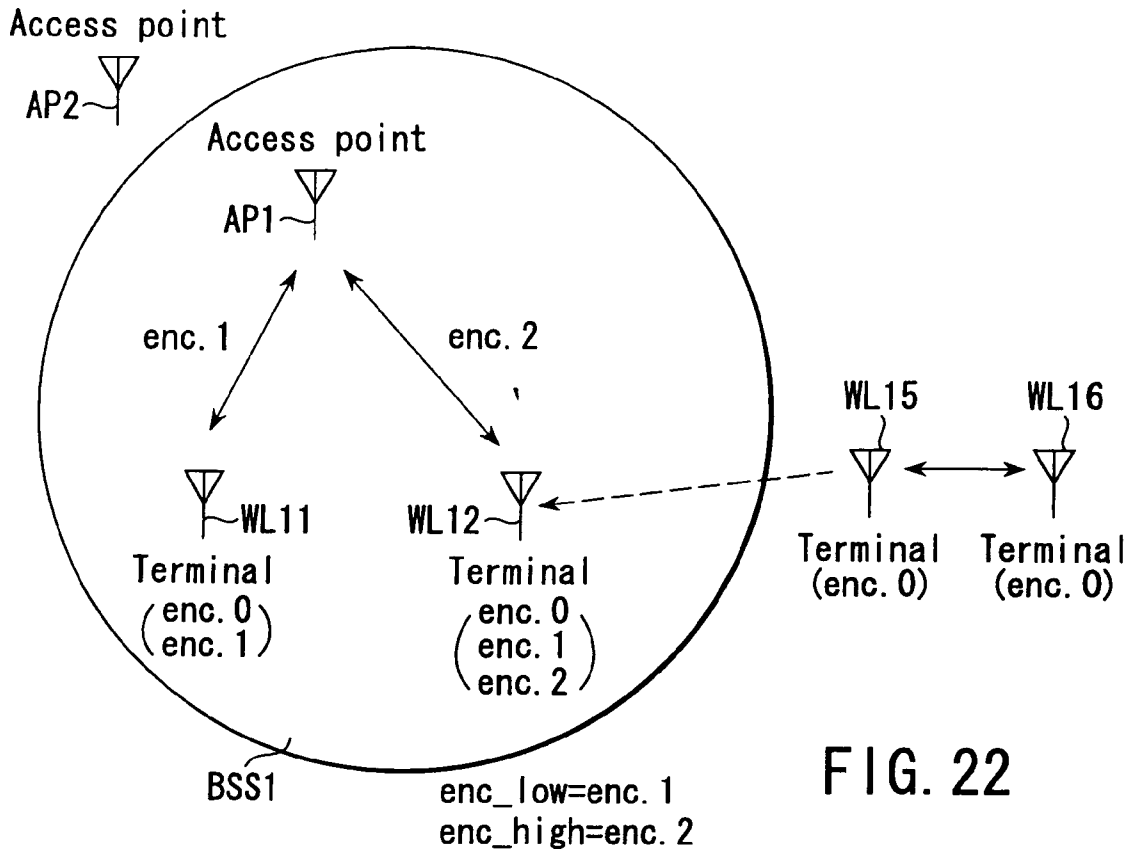 Access point
AP2
Access point
AP1
enc.1
enc.2
WL15
WL16
WL11
WL12
Terminal
(enc.0
enc.1)
Terminal
(enc.0
enc.1
enc.2)
Terminal
(enc.0)
Terminal
(enc.0)
BSS1
enc_low=enc.1
enc_high=enc.2
FIG. 22